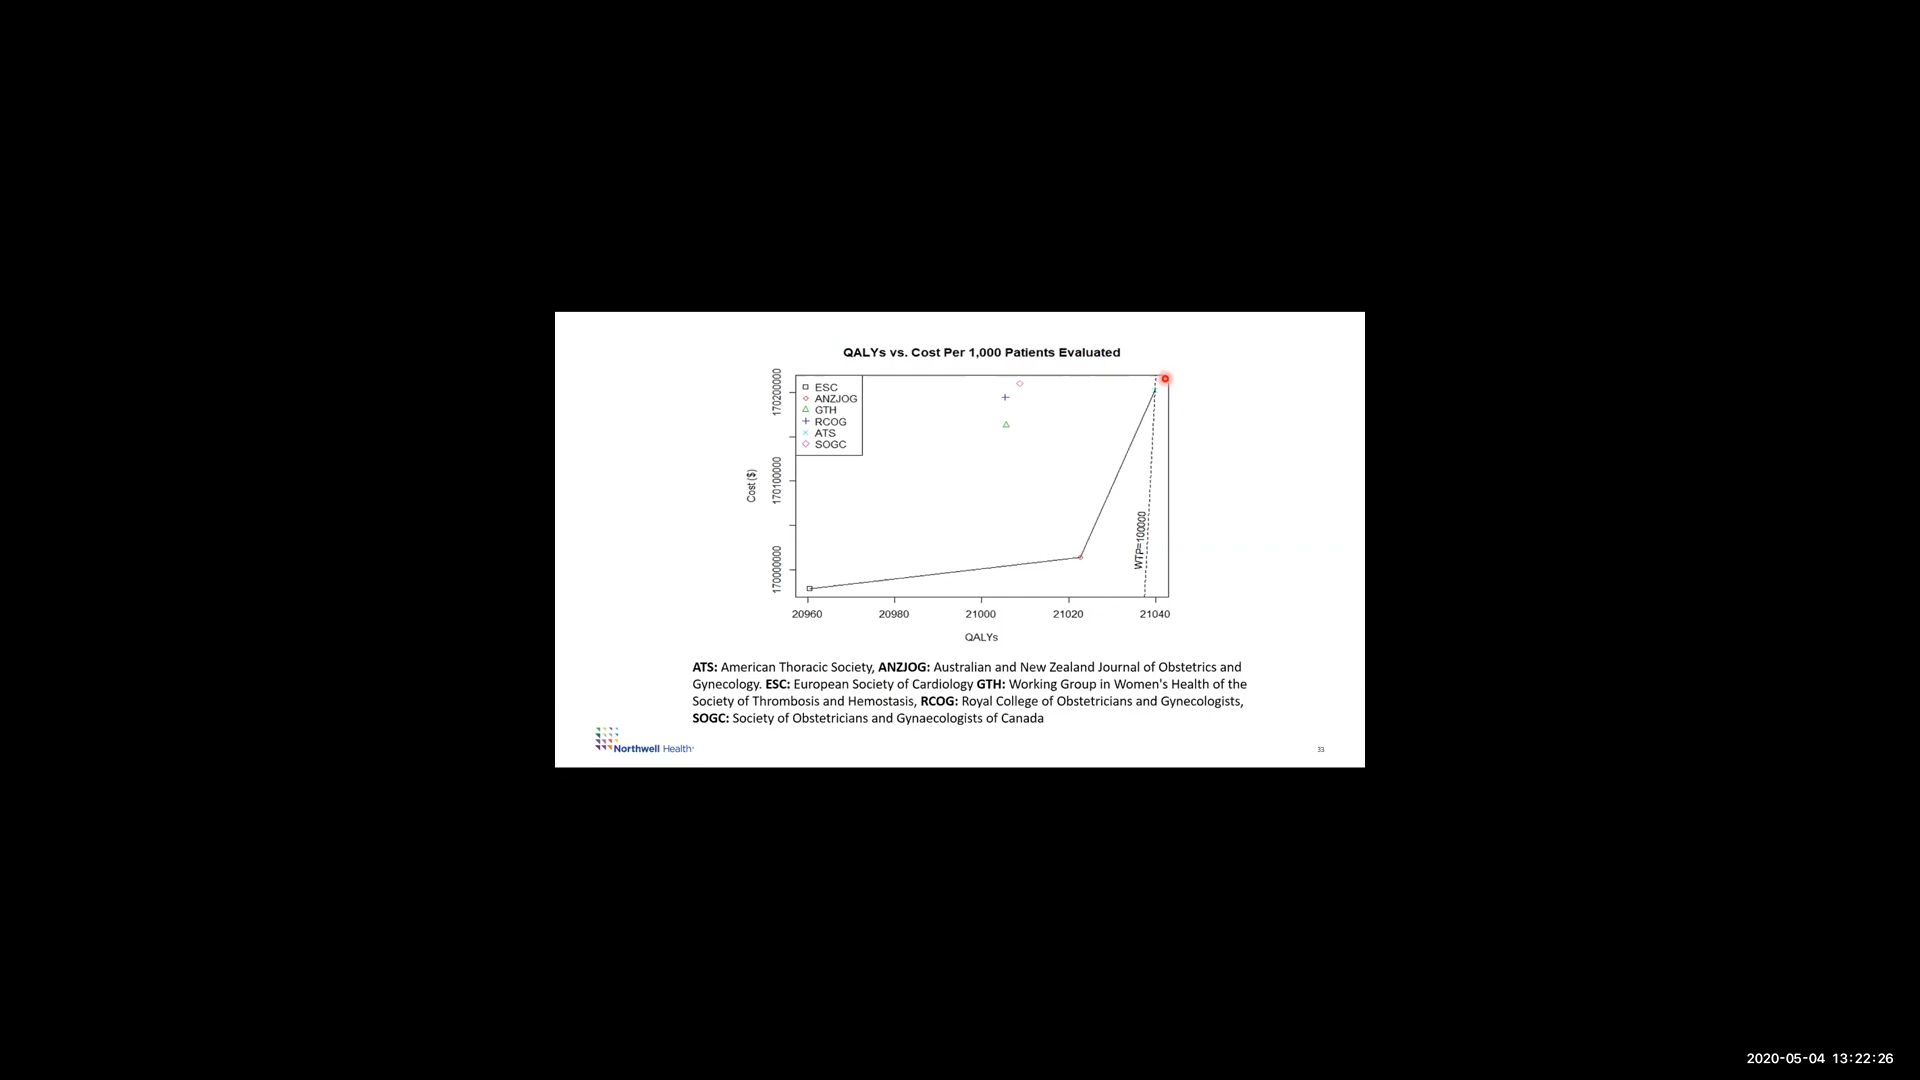 QALYs vs. Cost Per 1,000 Patients Evaluated
ESC
ANZJOG
GTH
RCOG
ATS
SOGC
170200000
170100000
170000000
Cost ($)
WTP=100000
20960 20980 21000 21020 21040
QALYs
ATS: American Thoracic Society, ANZJOG: Australian and New Zealand Journal of Obstetrics and
Gynecology. ESC: European Society of Cardiology GTH: Working Group in Women's Health of the
Society of Thrombosis and Hemostasis, RCOG: Royal College of Obstetricians and Gynecologists,
SOGC: Society of Obstetricians and Gynaecologists of Canada
Northwell Health
33
2020-05-04 13:22:26